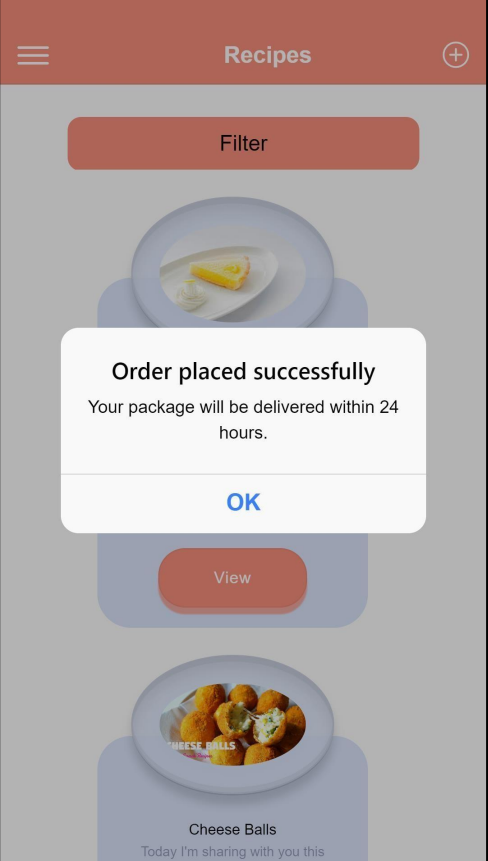 Recipes
Filter
Order placed successfully
Your package will be delivered within 24
hours.
OK
View
CHEESE BALLS
Cheese Balls
Today I'm sharing with you this